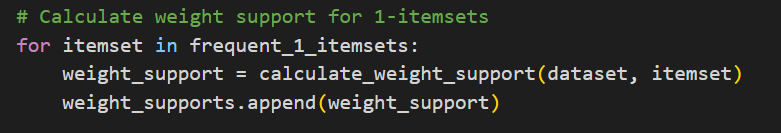 # Calculate weight support for 1-itemsets
for itemset in frequent_1_itemsets:
    weight_support = calculate_weight_support(dataset, itemset)
    weight_supports.append(weight_support)